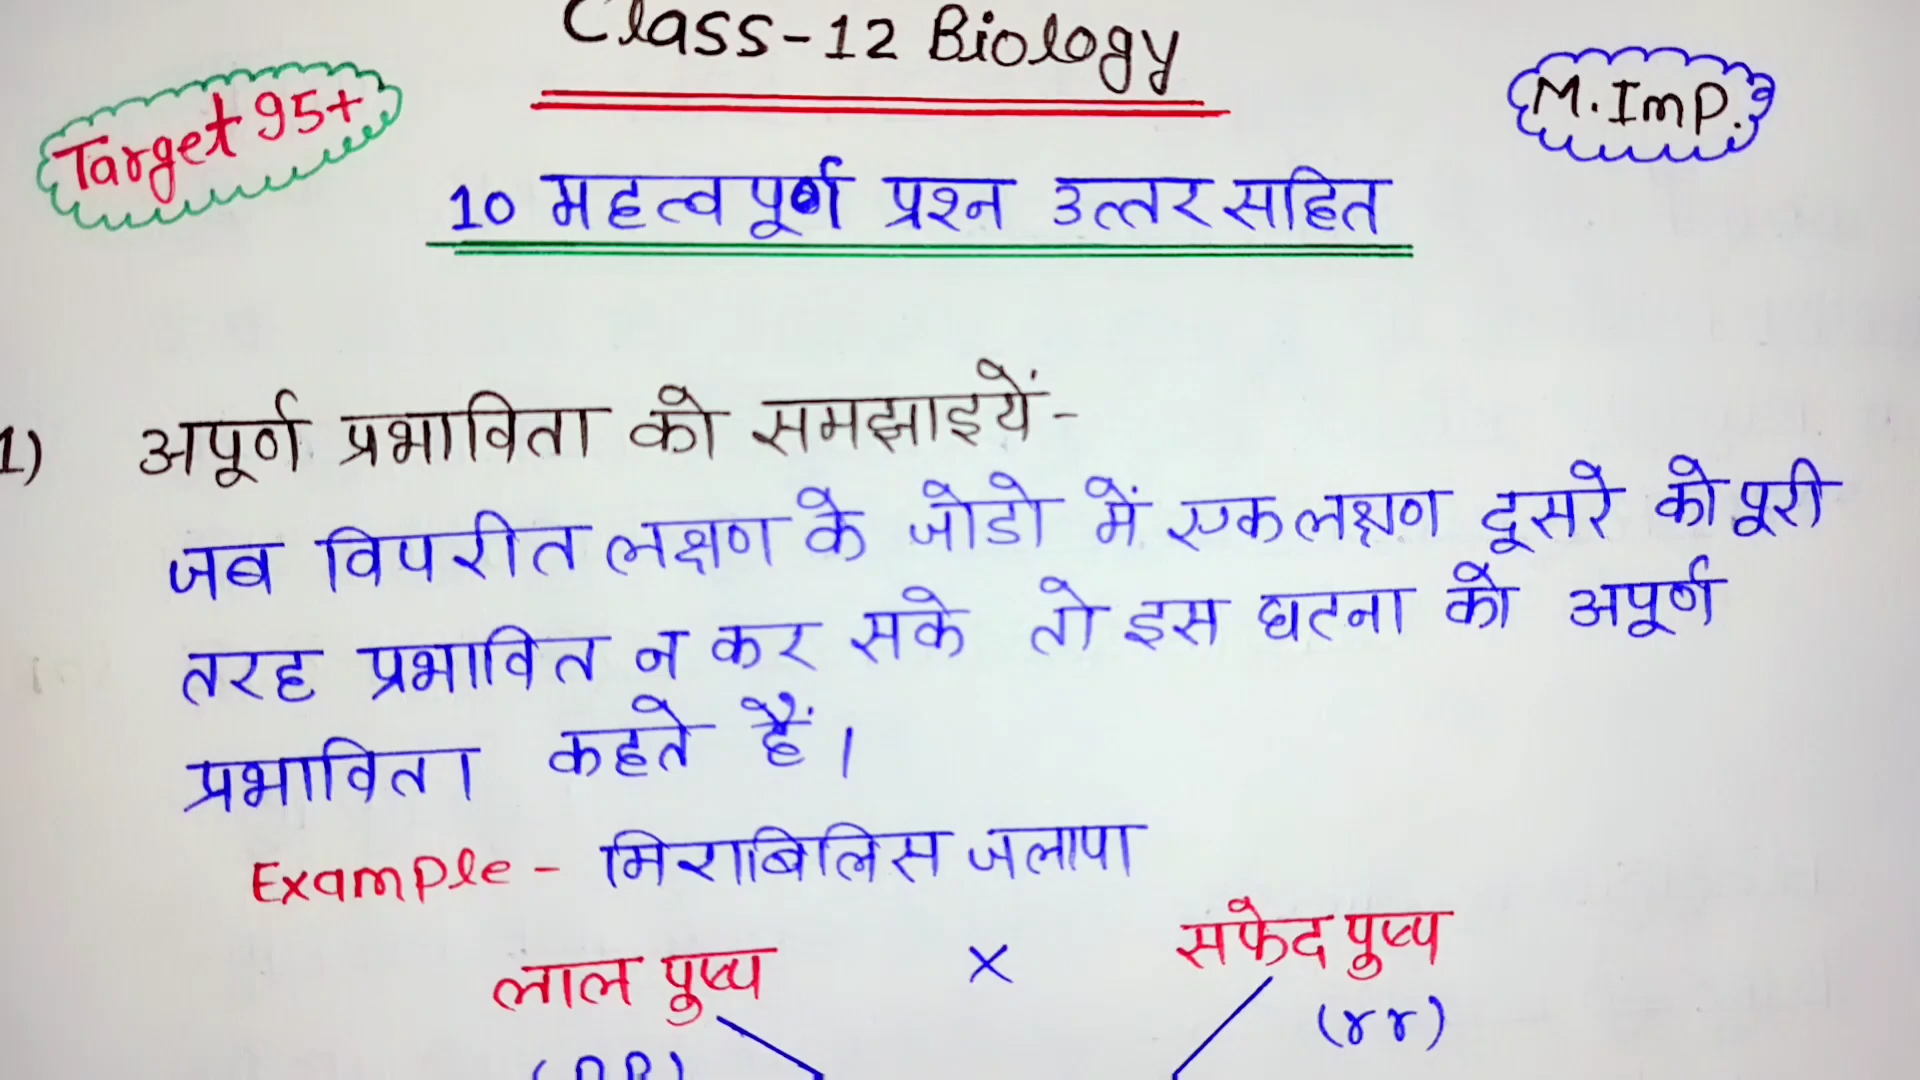 Class-12 Biology
Target 95+
M. Imp.
10 महत्वपूर्ण प्रश्न उत्तर सहित
1) अपूर्ण प्रभाविता को समझाइयें-
जब विपरीत लक्षण के जोडो में एक लक्षण दूसरे को पूरी
तरह प्रभावित न कर सके तो इस घटना को अपूर्ण
प्रभाविता कहते हैं।
Example - मिराबिलिस जलापा
लाल पुष्प × सफेद पुष्प
(RR) (rr)